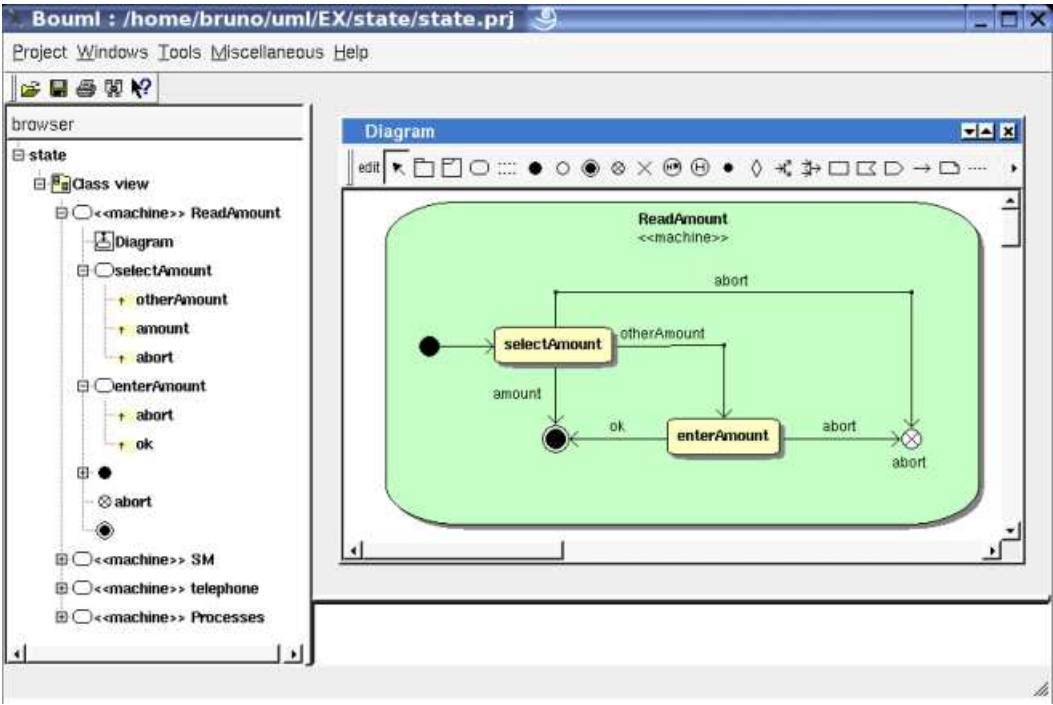 Bouml : /home/bruno/uml/EX/state/state.prj
Project Windows Tools Miscellaneous Help
browser
state
Class view
<<machine>> ReadAmount
Diagram
selectAmount
otherAmount
amount
abort
enterAmount
abort
ok
abort
<<machine>> SM
<<machine>> telephone
<<machine>> Processes
Diagram
edit
ReadAmount
<<machine>>
abort
selectAmount
otherAmount
amount
ok
enterAmount
abort
abort